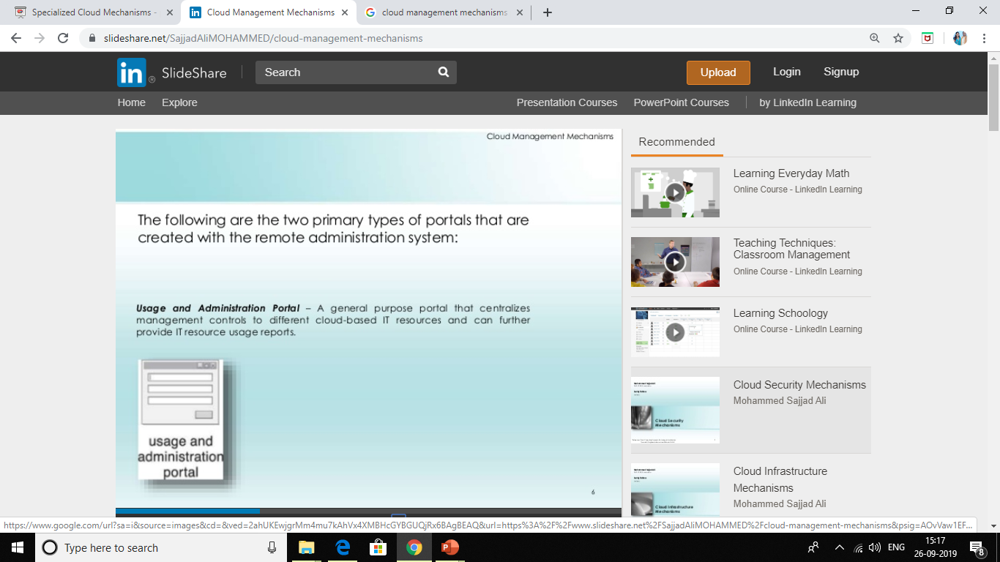 Specialized Cloud Mechanisms -
Cloud Management Mechanisms
cloud management mechanisms
slideshare.net/SajjadAliMOHAMMED/cloud-management-mechanisms
in ® SlideShare
Search
Upload
Login
Signup
Home
Explore
Presentation Courses
PowerPoint Courses
by LinkedIn Learning
Cloud Management Mechanisms
The following are the two primary types of portals that are
created with the remote administration system:
Usage and Administration Portal – A general purpose portal that centralizes
management controls to different cloud-based IT resources and can further
provide IT resource usage reports.
usage and
administration
portal
6
Recommended
Learning Everyday Math
Online Course - LinkedIn Learning
Teaching Techniques:
Classroom Management
Online Course - LinkedIn Learning
Learning Schoology
Online Course - LinkedIn Learning
Cloud Security
Mechanisms
Cloud Security Mechanisms
Mohammed Sajjad Ali
Cloud Infrastructure
Mechanisms
Cloud Infrastructure
Mechanisms
Mohammed Sajjad Ali
https://www.google.com/url?sa=i&source=images&cd=&ved=2ahUKEwjgrMm4mu7kAhVx4XMBHcGYBGUQjRx6BAgBEAQ&url=https%3A%2F%2Fwww.slideshare.net%2FSajjadAliMOHAMMED%2Fcloud-management-mechanisms&psig=AOvVaw1EF...
Type here to search
ENG
15:17
26-09-2019
8